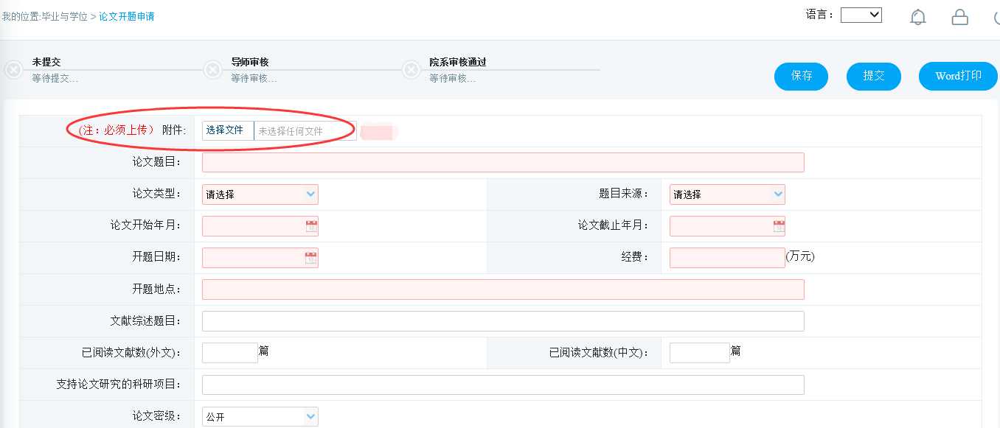 我的位置:毕业与学位 > 论文开题申请
语言：
未提交
等待提交...
导师审核
等待审核...
院系审核通过
等待审核...
保存
提交
Word打印
(注：必须上传) 附件:
选择文件
未选择任何文件
论文题目：
论文类型：
请选择
题目来源：
请选择
论文开始年月：
论文截止年月：
开题日期：
经费：
(万元)
开题地点：
文献综述题目：
已阅读文献数(外文)：
篇
已阅读文献数(中文)：
篇
支持论文研究的科研项目：
论文密级：
公开